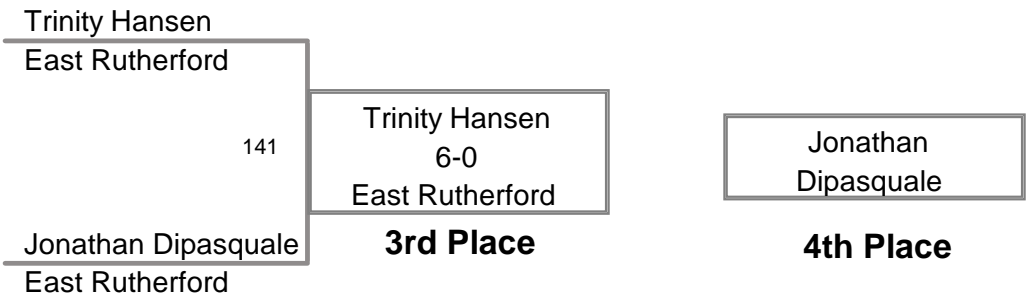 Trinity Hansen
East Rutherford
141
Jonathan Dipasquale
East Rutherford
Trinity Hansen
6-0
East Rutherford
3rd Place
Jonathan
Dipasquale
4th Place